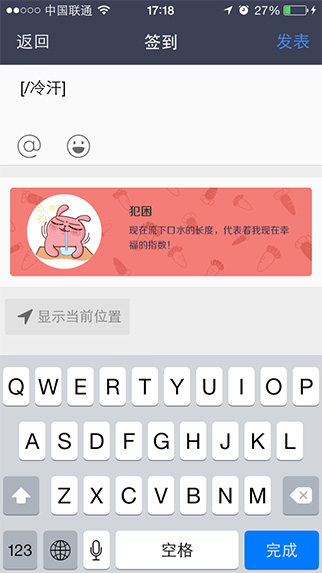 中国联通 17:18 27%
返回 签到 发表
[/冷汗]
@
犯困
现在流下口水的长度，代表着我现在幸
福的指数！
显示当前位置
Q W E R T Y U I O P
A S D F G H J K L
Z X C V B N M
123 空格 完成